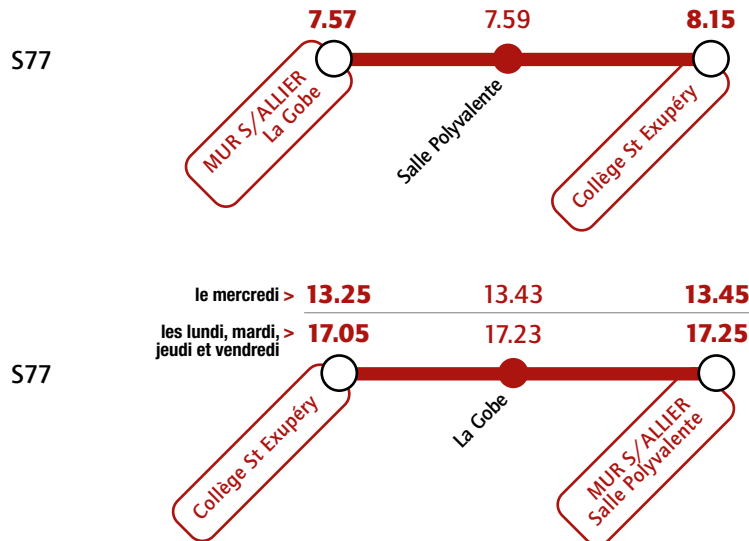 7.57 7.59 8.15
S77
MUR S/ALLIER
La Gobe
Salle Polyvalente
Collège St Exupéry
le mercredi > 13.25 13.43 13.45
les lundi, mardi, > 17.05 17.23 17.25
jeudi et vendredi
S77
Collège St Exupéry
La Gobe
MUR S/ALLIER
Salle Polyvalente